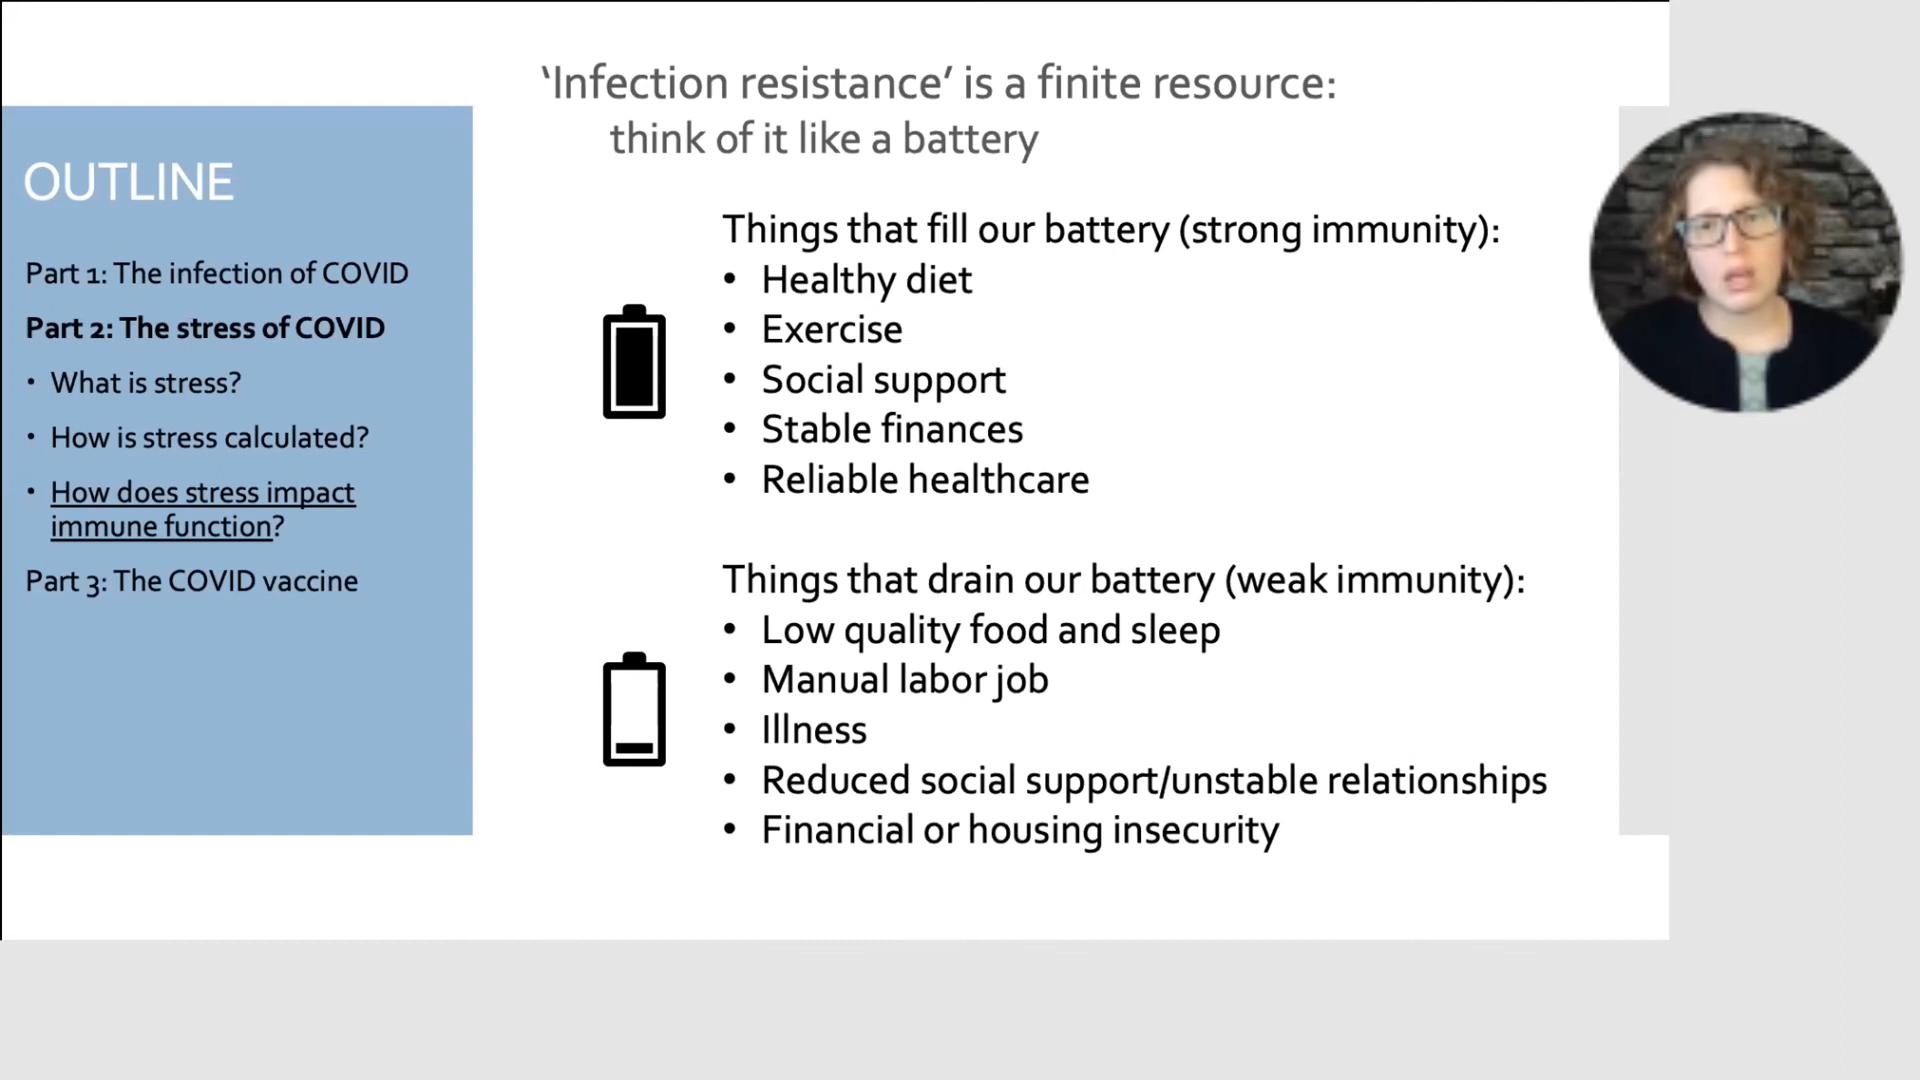 ‘Infection resistance’ is a finite resource:
think of it like a battery
OUTLINE
Part 1: The infection of COVID
Part 2: The stress of COVID
• What is stress?
• How is stress calculated?
• How does stress impact
immune function?
Part 3: The COVID vaccine
Things that fill our battery (strong immunity):
• Healthy diet
• Exercise
• Social support
• Stable finances
• Reliable healthcare
Things that drain our battery (weak immunity):
• Low quality food and sleep
• Manual labor job
• Illness
• Reduced social support/unstable relationships
• Financial or housing insecurity